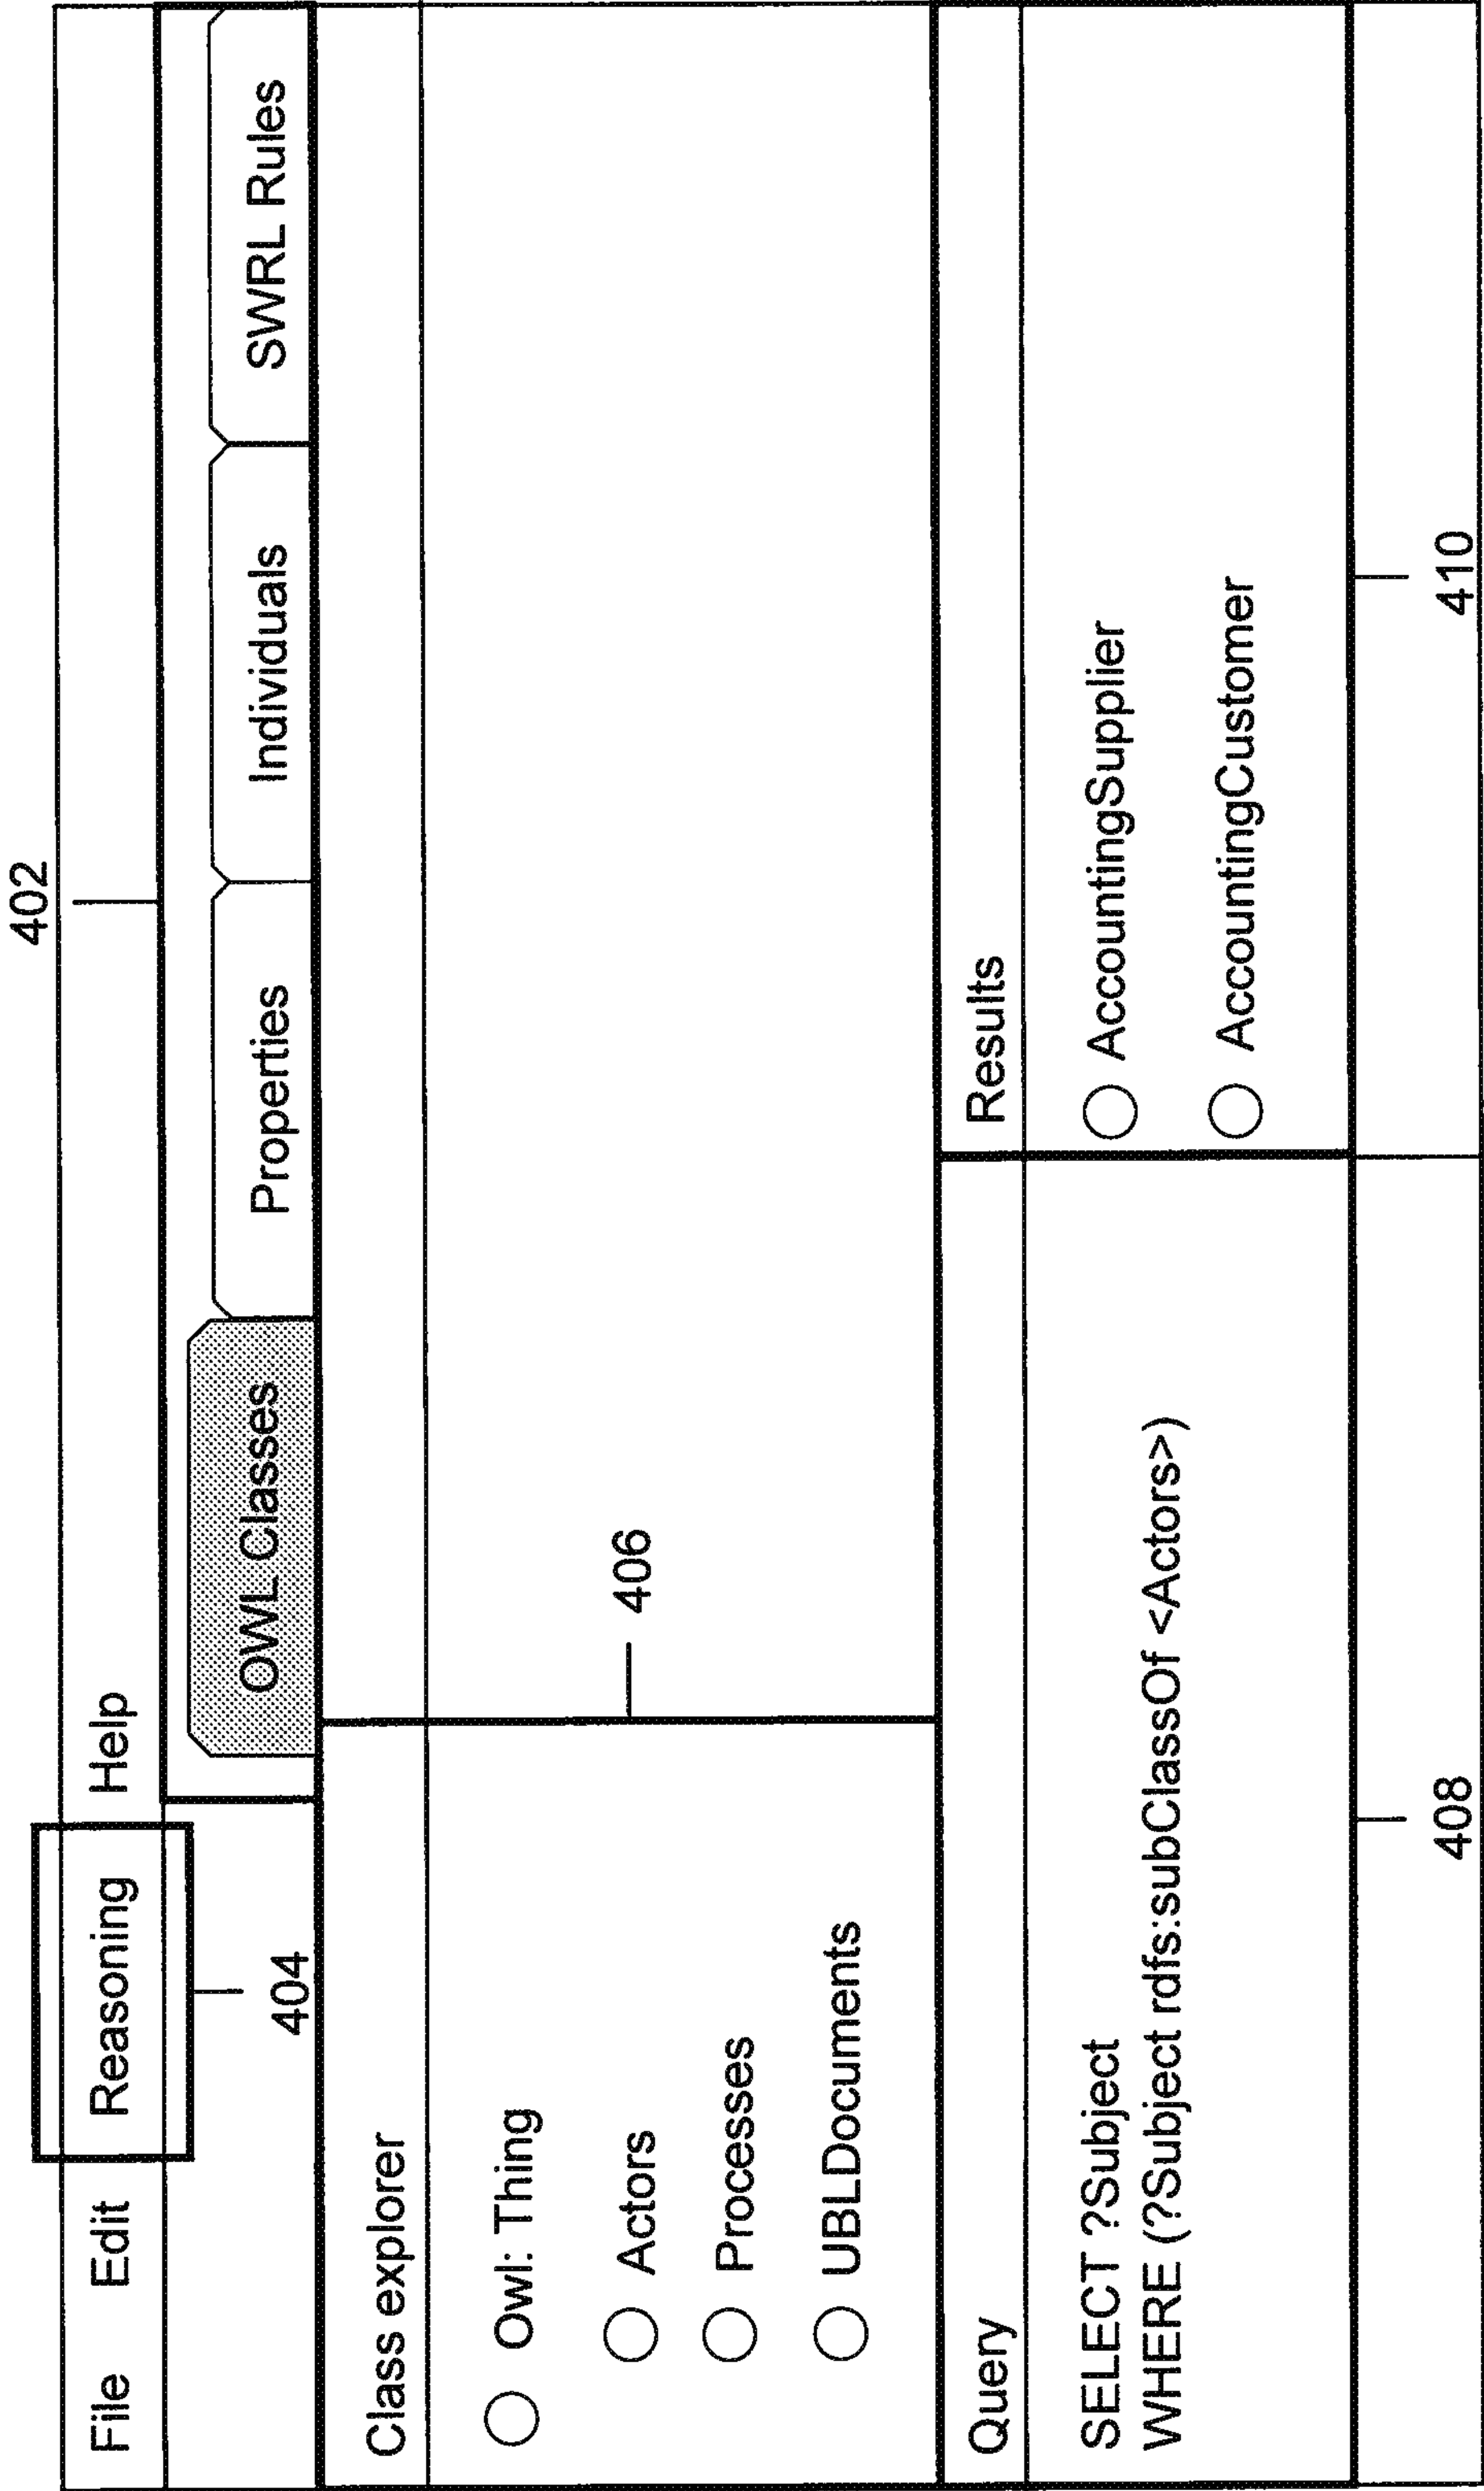 402
File Edit Reasoning Help
404
OWL Classes Properties Individuals SWRL Rules
Class explorer
Owl: Thing
Actors
Processes
UBLDocuments
406
Query
SELECT ?Subject
WHERE (?Subject rdfs:subClassOf <Actors>)
Results
AccountingSupplier
AccountingCustomer
408
410